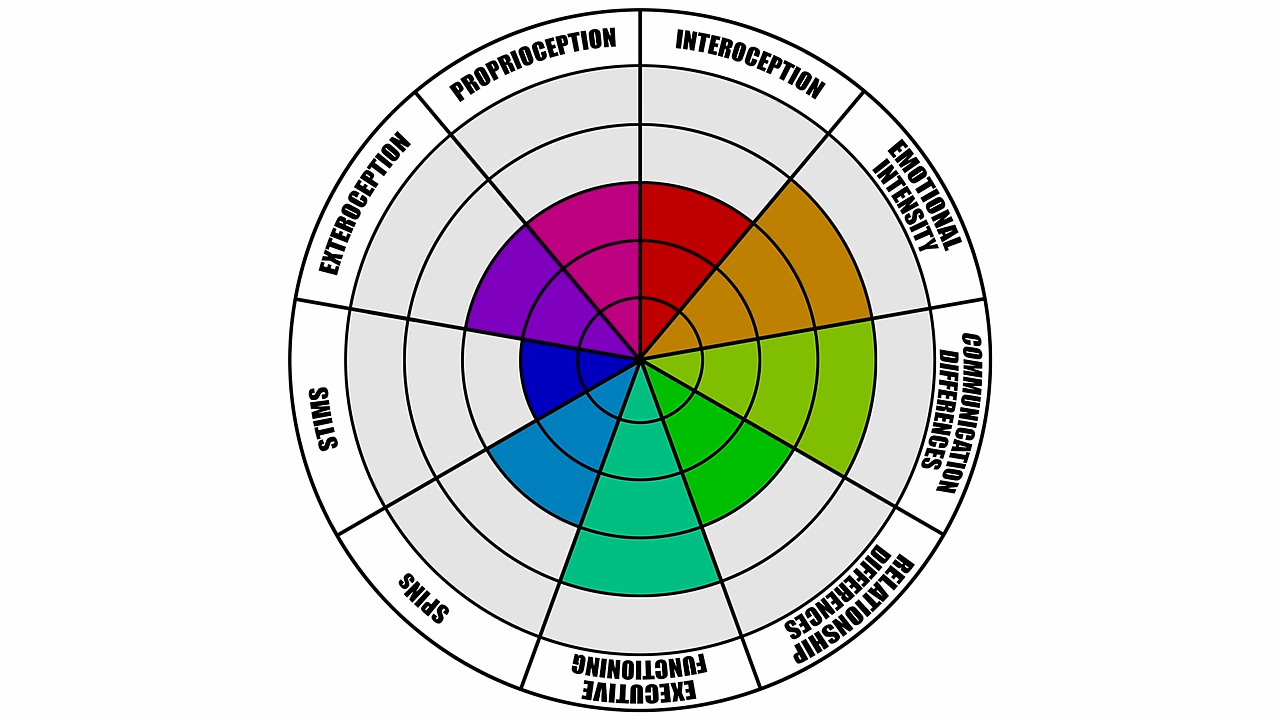 INTEROCEPTION
EMOTIONAL
INTENSITY
COMMUNICATION
DIFFERENCES
RELATIONSHIP
DIFFERENCES
EXECUTIVE
FUNCTIONING
SPINS
STIMS
EXTEROCEPTION
PROPRIOCEPTION